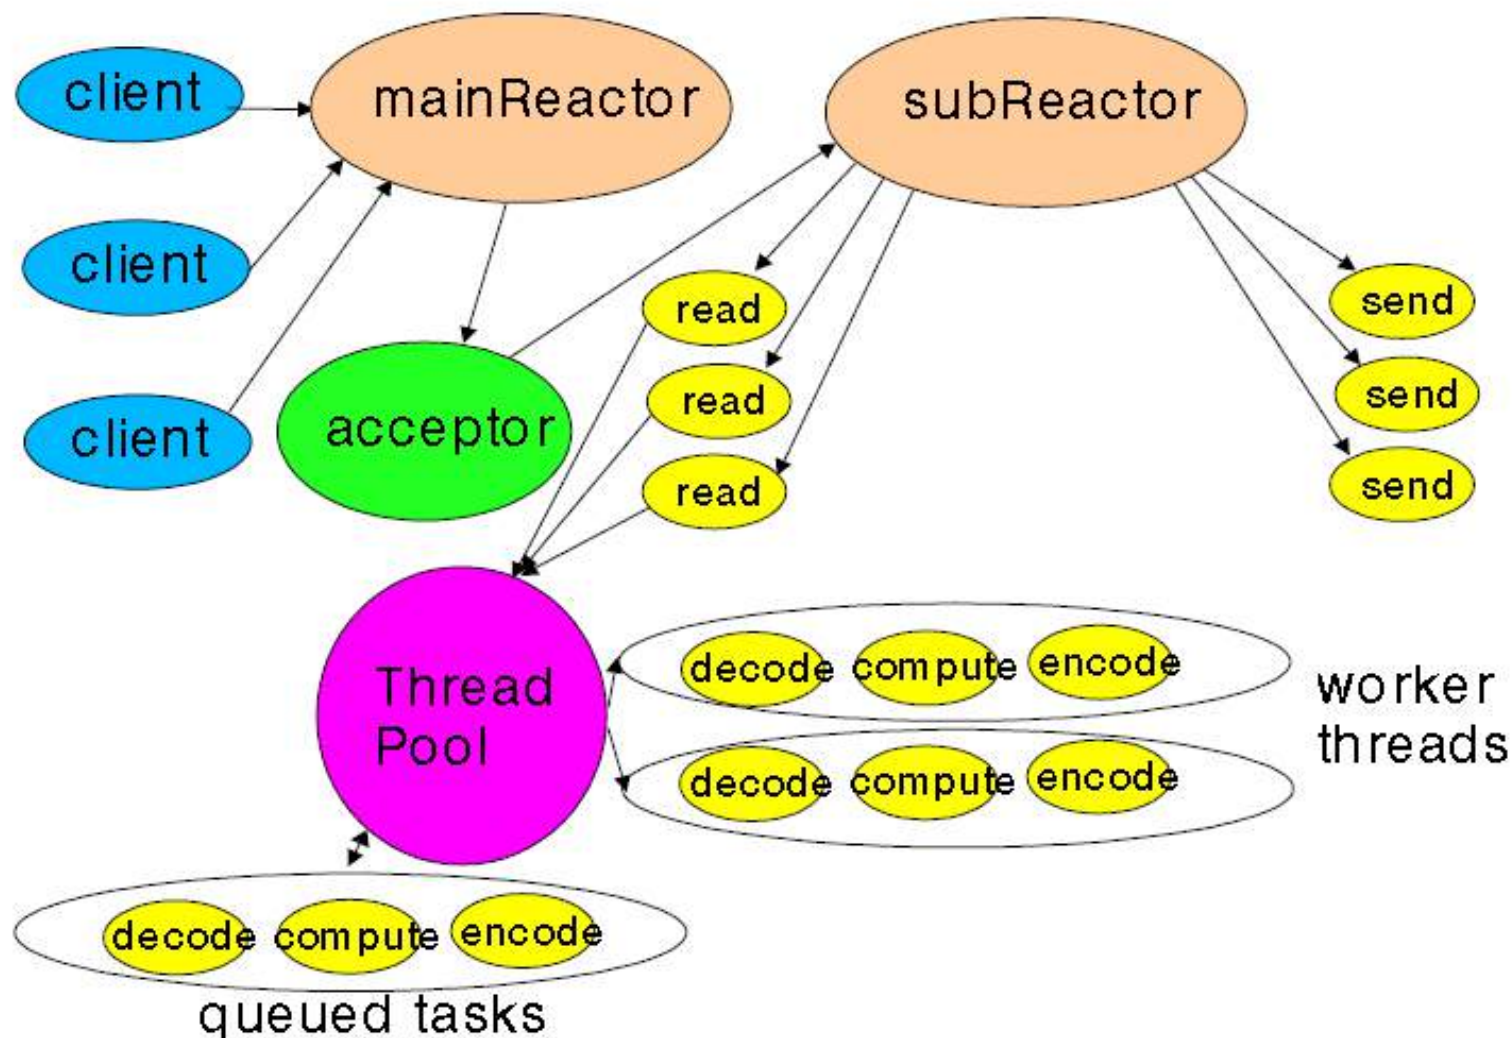 client
mainReactor
subReactor
client
client
acceptor
read
read
read
send
send
send
Thread
Pool
decode compute encode
decode compute encode
worker
threads
decode compute encode
queued tasks